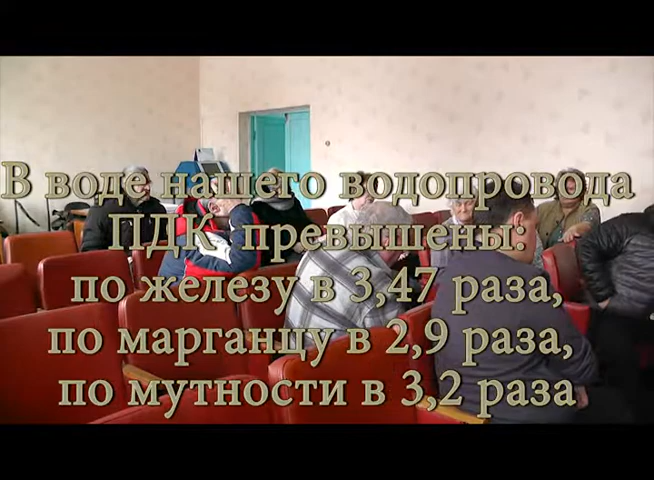 В воде нашего водопровода
ПДК превышены:
по железу в 3,47 раза,
по марганцу в 2,9 раза,
по мутности в 3,2 раза